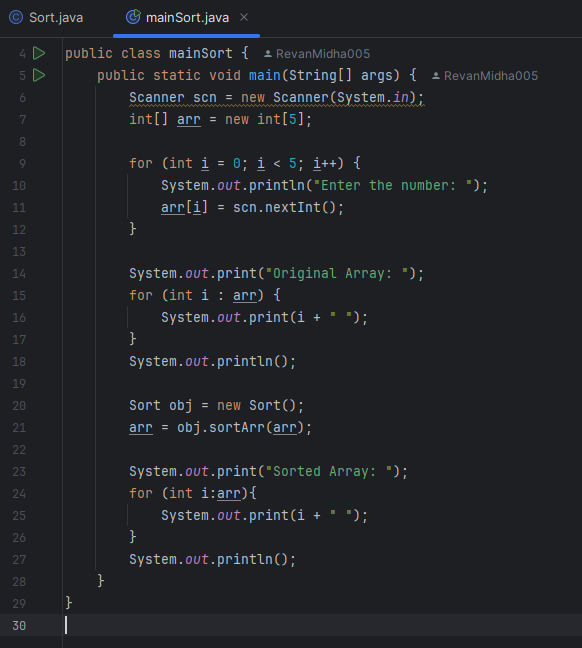 Sort.java mainSort.java ×
4 public class mainSort { RevanMidha005
5 public static void main(String[] args) { RevanMidha005
6 Scanner scn = new Scanner(System.in);
7 int[] arr = new int[5];
8
9 for (int i = 0; i < 5; i++) {
10 System.out.println("Enter the number: ");
11 arr[i] = scn.nextInt();
12 }
13
14 System.out.print("Original Array: ");
15 for (int i : arr) {
16 System.out.print(i + " ");
17 }
18 System.out.println();
19
20 Sort obj = new Sort();
21 arr = obj.sortArr(arr);
22
23 System.out.print("Sorted Array: ");
24 for (int i:arr){
25 System.out.print(i + " ");
26 }
27 System.out.println();
28 }
29 }
30